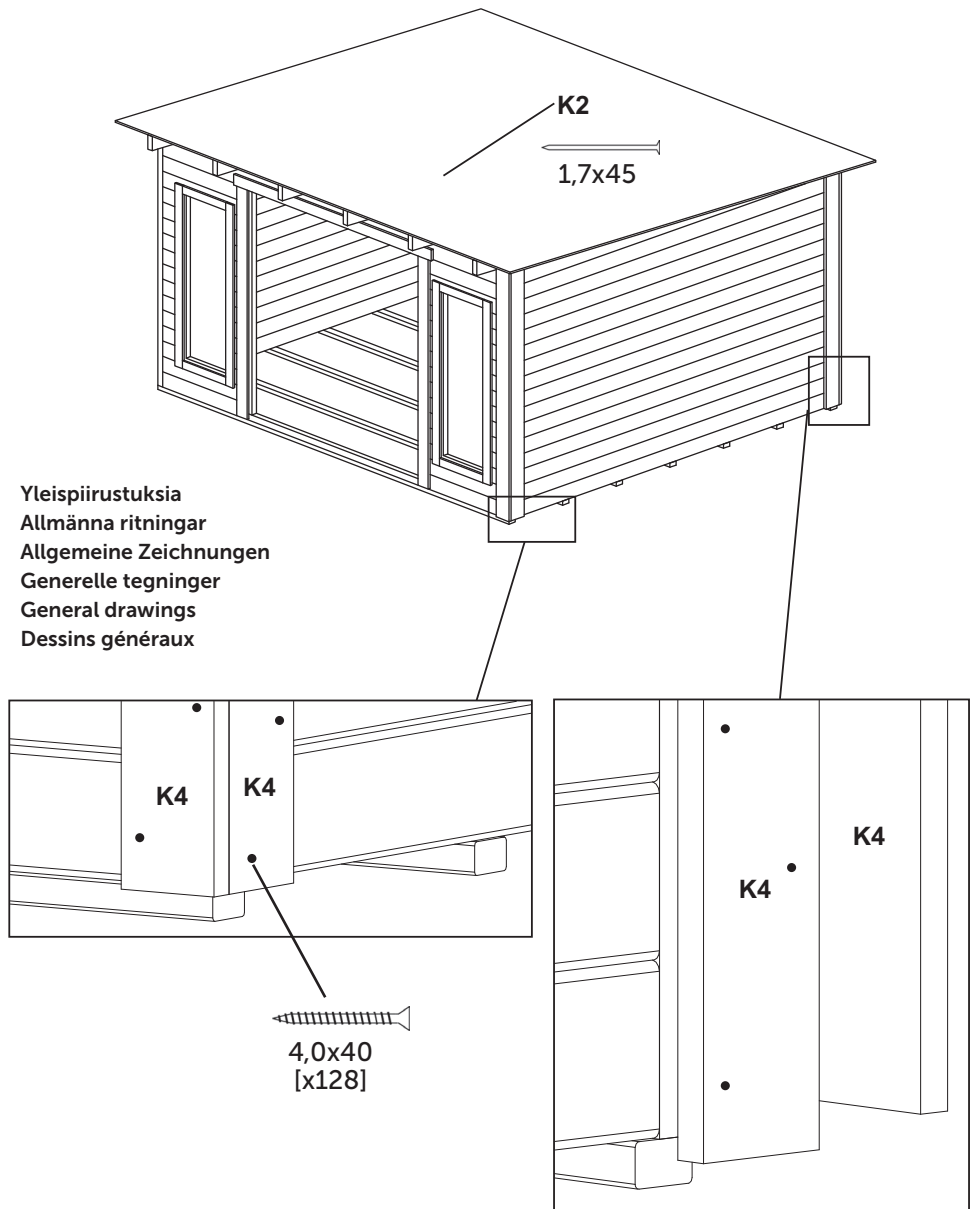 K2
1,7x45
Yleispiirustuksia
Allmänna ritningar
Allgemeine Zeichnungen
Generelle tegninger
General drawings
Dessins généraux
K4
K4
4,0x40
[x128]
K4
K4